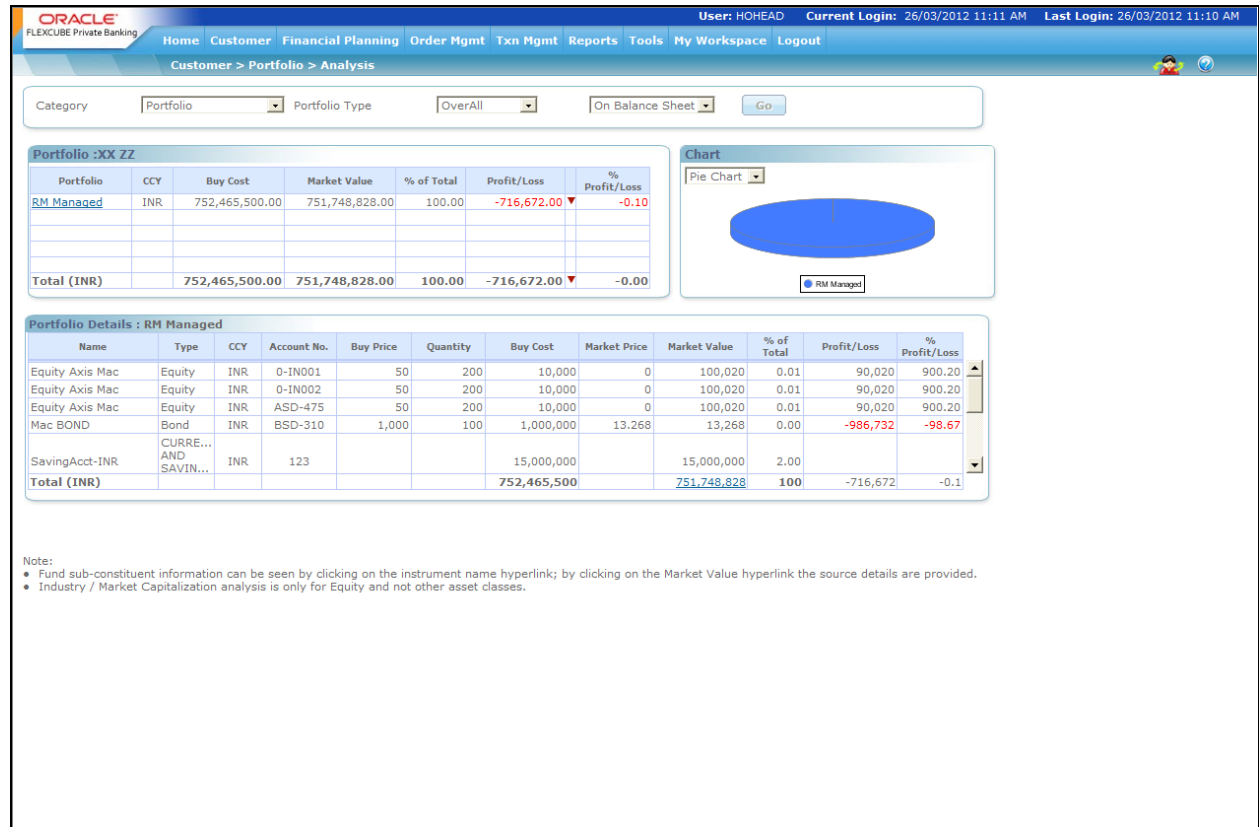 ORACLE®
FLEXCUBE Private Banking
User: HOHEAD Current Login: 26/03/2012 11:11 AM Last Login: 26/03/2012 11:10 AM
Home Customer Financial Planning Order Mgmt Txn Mgmt Reports Tools My Workspace Logout
Customer > Portfolio > Analysis
Category Portfolio Portfolio Type OverAll On Balance Sheet Go
Portfolio :XX ZZ
Portfolio CCY Buy Cost Market Value % of Total Profit/Loss % Profit/Loss
RM Managed INR 752,465,500.00 751,748,828.00 100.00 -716,672.00 -0.10
Total (INR) 752,465,500.00 751,748,828.00 100.00 -716,672.00 -0.00
Chart
Pie Chart
RM Managed
Portfolio Details : RM Managed
Name Type CCY Account No. Buy Price Quantity Buy Cost Market Price Market Value % of Total Profit/Loss % Profit/Loss
Equity Axis Mac Equity INR 0-IN001 50 200 10,000 0 100,020 0.01 90,020 900.20
Equity Axis Mac Equity INR 0-IN002 50 200 10,000 0 100,020 0.01 90,020 900.20
Equity Axis Mac Equity INR ASD-475 50 200 10,000 0 100,020 0.01 90,020 900.20
Mac BOND Bond INR BSD-310 1,000 100 1,000,000 13.268 13,268 0.00 -986,732 -98.67
SavingAcct-INR CURRE... AND SAVIN... INR 123 15,000,000 15,000,000 2.00
Total (INR) 752,465,500 751,748,828 100 -716,672 -0.1
Note:
● Fund sub-constituent information can be seen by clicking on the instrument name hyperlink; by clicking on the Market Value hyperlink the source details are provided.
● Industry / Market Capitalization analysis is only for Equity and not other asset classes.